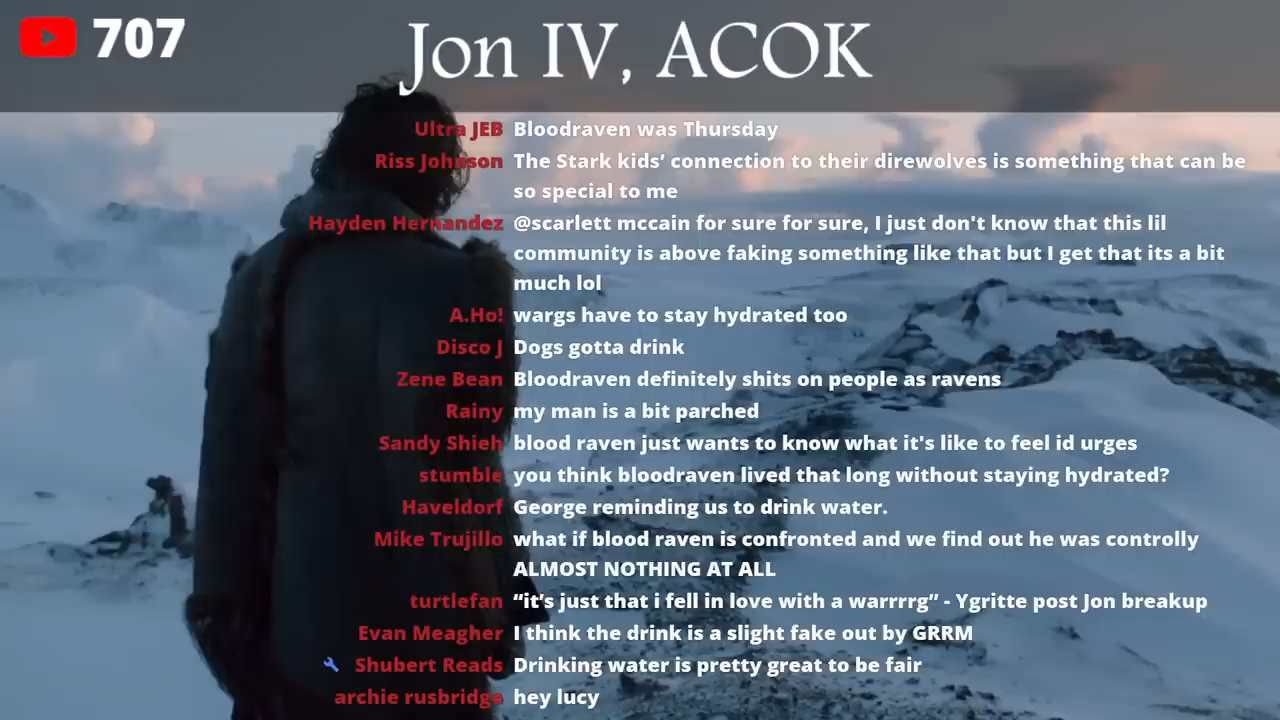 707
Jon IV, ACOK
Ultra JEB Bloodraven was Thursday
Riss Johnson The Stark kids’ connection to their direwolves is something that can be
so special to me
Hayden Hernandez @scarlett mccain for sure for sure, I just don't know that this lil
community is above faking something like that but I get that its a bit
much lol
A.Ho! wargs have to stay hydrated too
Disco J Dogs gotta drink
Zene Bean Bloodraven definitely shits on people as ravens
Rainy my man is a bit parched
Sandy Shieh blood raven just wants to know what it's like to feel id urges
stumble you think bloodraven lived that long without staying hydrated?
Haveldorf George reminding us to drink water.
Mike Trujillo what if blood raven is confronted and we find out he was controlly
ALMOST NOTHING AT ALL
turtlefan “it’s just that i fell in love with a warrrrg” - Ygritte post Jon breakup
Evan Meagher I think the drink is a slight fake out by GRRM
Shubert Reads Drinking water is pretty great to be fair
archie rusbridge hey lucy